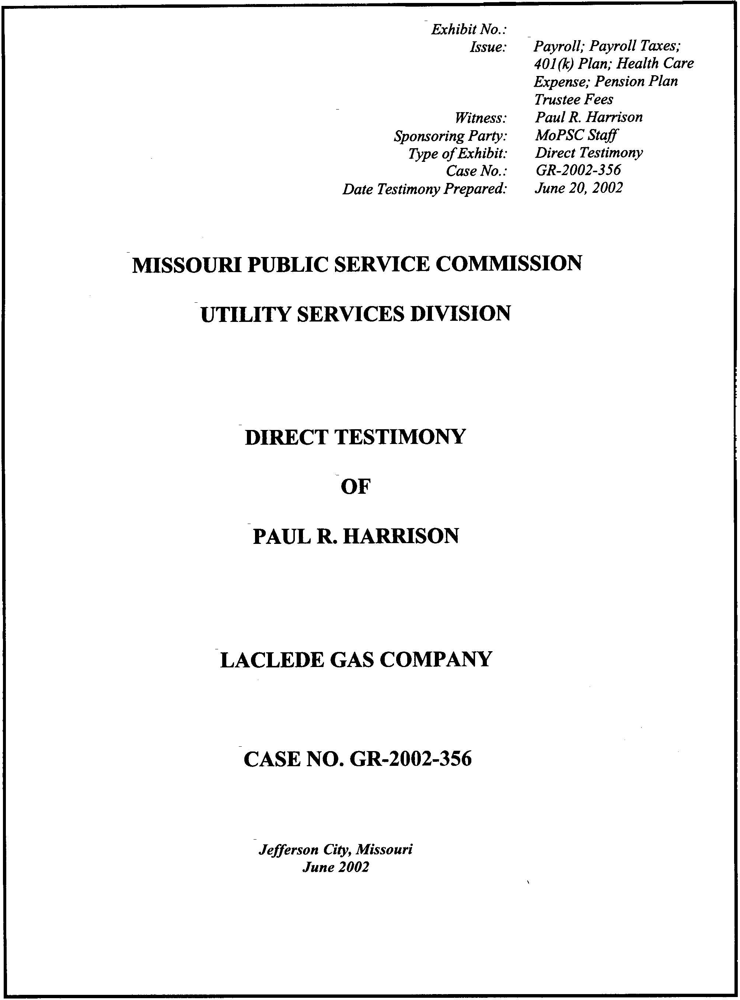 Exhibit No.:
Issue: Payroll; Payroll Taxes;
401(k) Plan; Health Care
Expense; Pension Plan
Trustee Fees
Witness: Paul R. Harrison
Sponsoring Party: MoPSC Staff
Type of Exhibit: Direct Testimony
Case No.: GR-2002-356
Date Testimony Prepared: June 20, 2002
MISSOURI PUBLIC SERVICE COMMISSION
UTILITY SERVICES DIVISION
DIRECT TESTIMONY
OF
PAUL R. HARRISON
LACLEDE GAS COMPANY
CASE NO. GR-2002-356
Jefferson City, Missouri
June 2002